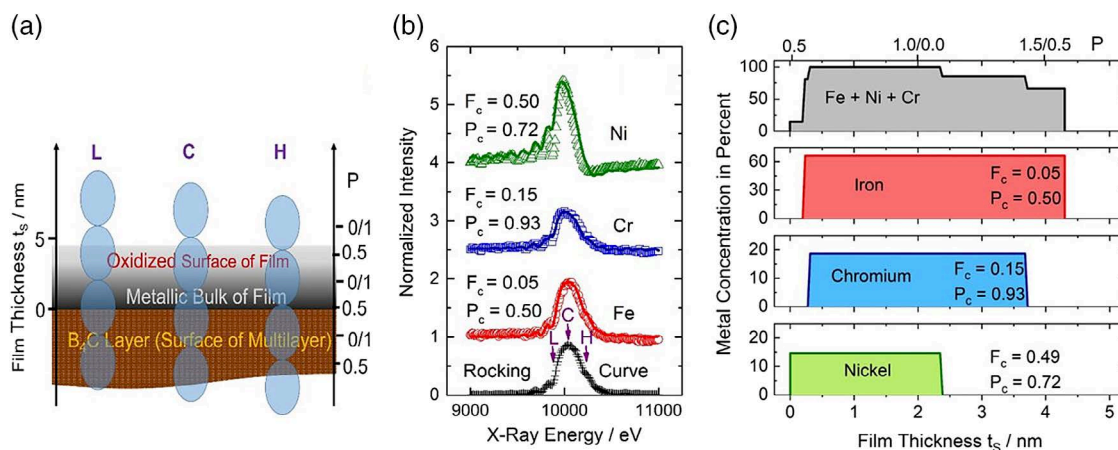 (a)
L C H
P
Film Thickness tₛ / nm
5
0
0/1
0.5
0/1
0.5
0/1
0.5
Oxidized Surface of Film
Metallic Bulk of Film
B₄C Layer (Surface of Multilayer)
(b)
Normalized Intensity
6
5
4
3
2
1
0
F_c = 0.50
P_c = 0.72
Ni
F_c = 0.15
P_c = 0.93
Cr
F_c = 0.05
P_c = 0.50
Fe
L C H
Rocking Curve
9000 10000 11000
X-Ray Energy / eV
(c)
0.5 1.0/0.0 1.5/0.5 P
Metal Concentration in Percent
100
50
0
Fe + Ni + Cr
60
30
0
Iron
F_c = 0.05
P_c = 0.50
20
10
0
Chromium
F_c = 0.15
P_c = 0.93
20
10
0
Nickel
F_c = 0.49
P_c = 0.72
0 1 2 3 4 5
Film Thickness tₛ / nm